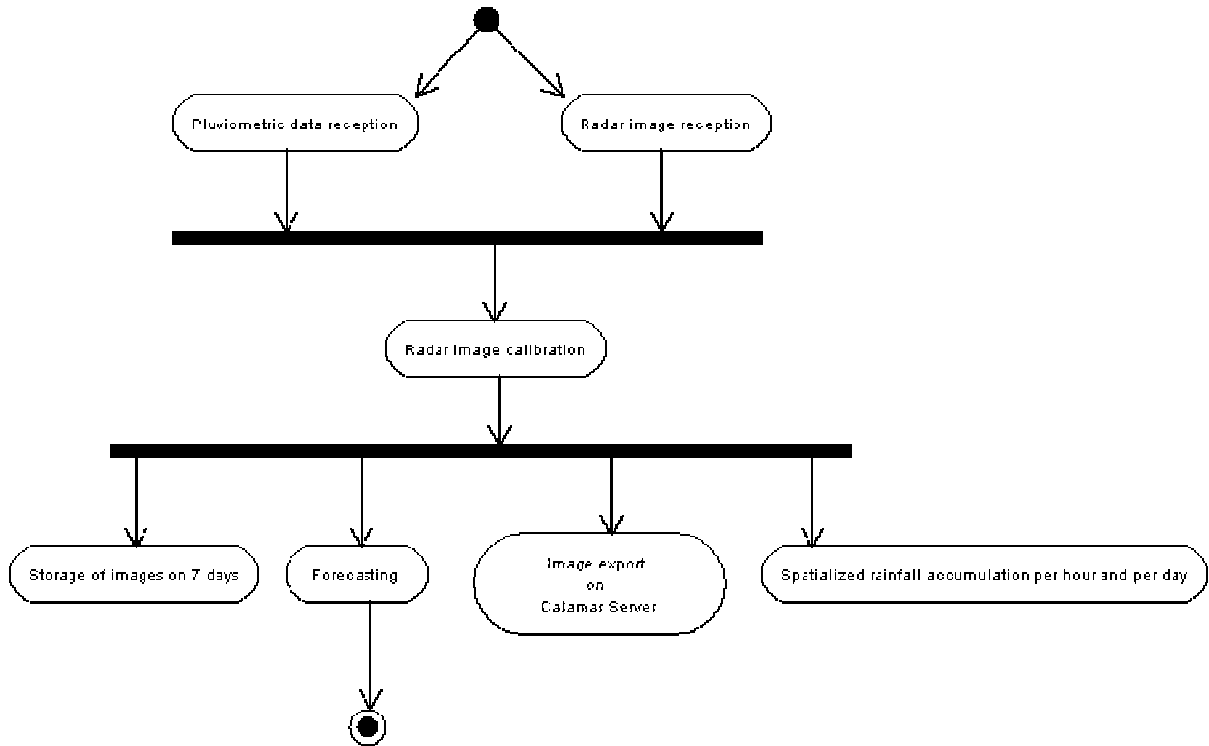 Pluviometric data reception
Radar image reception
Radar image calibration
Storage of images on 7 days
Forecasting
Image export
on
Calamar Server
Spatialized rainfall accumulation per hour and per day